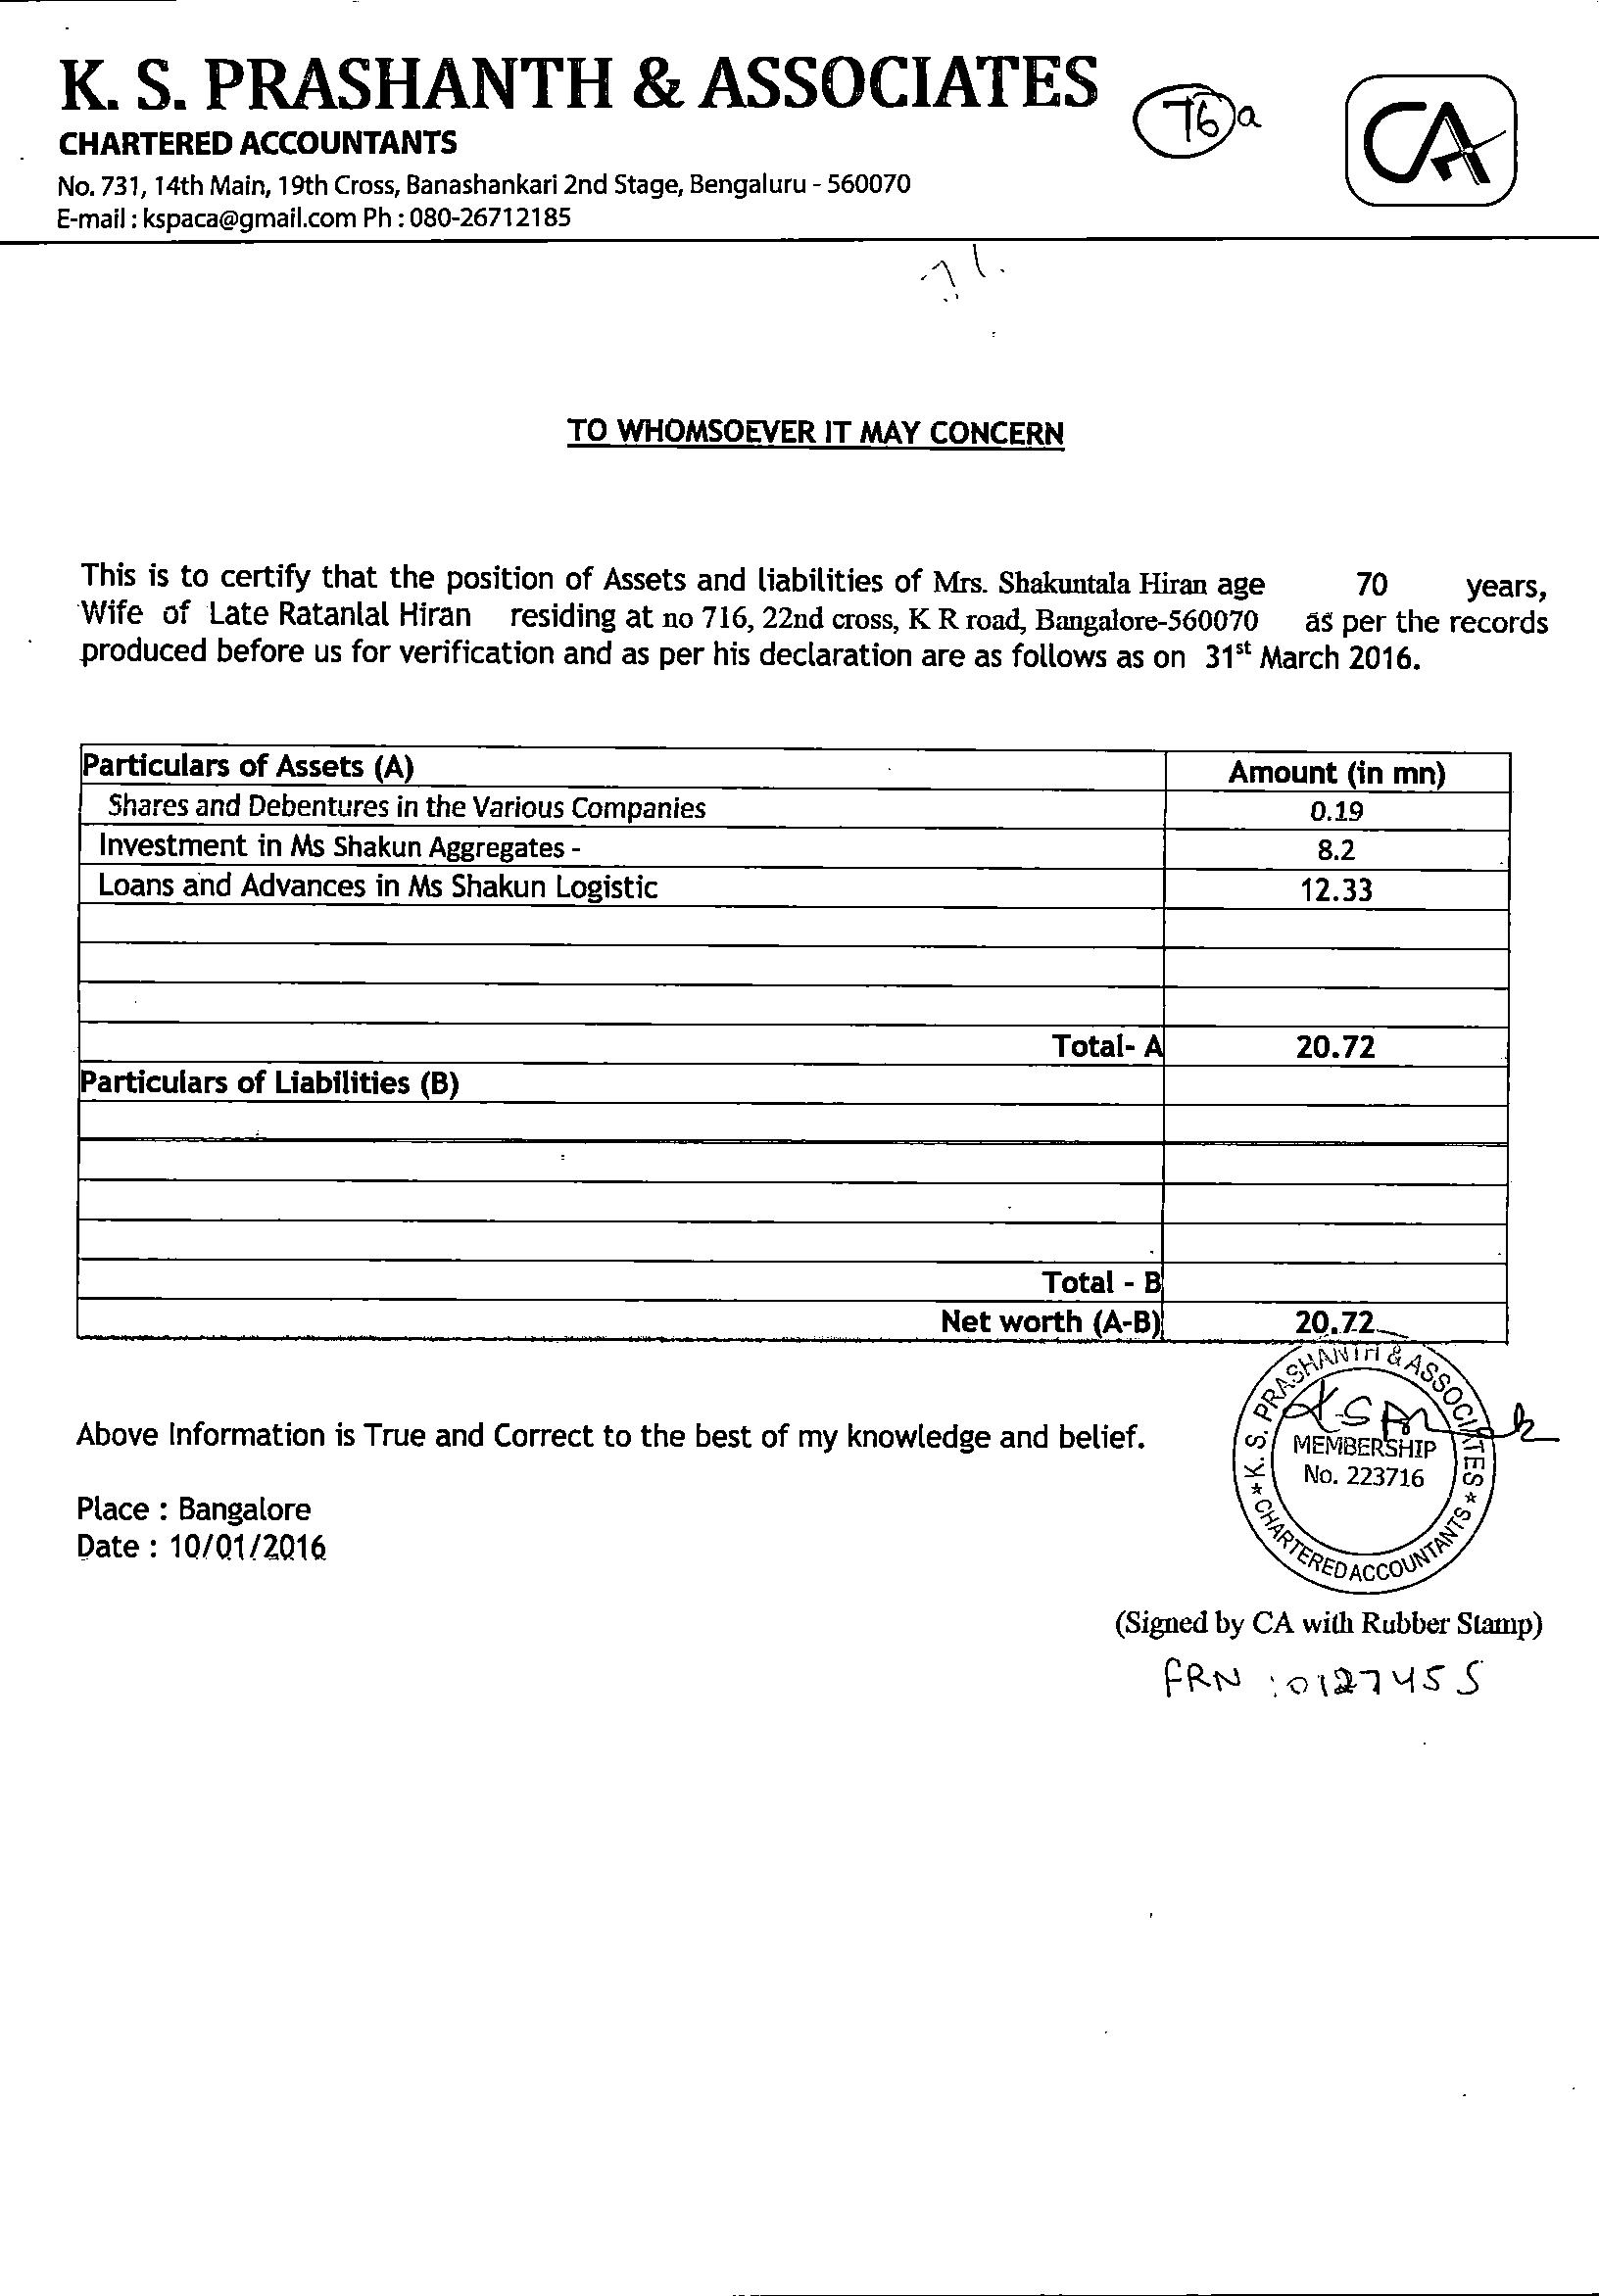 K. S. PRASHANTH & ASSOCIATES
76 a
CA
CHARTERED ACCOUNTANTS
No. 731, 14th Main, 19th Cross, Banashankari 2nd Stage, Bengaluru - 560070
E-mail : kspaca@gmail.com Ph : 080-26712185
TO WHOMSOEVER IT MAY CONCERN
This is to certify that the position of Assets and liabilities of Mrs. Shakuntala Hiran age 70 years,
Wife of Late Ratanlal Hiran residing at no 716, 22nd cross, K R road, Bangalore-560070 as per the records
produced before us for verification and as per his declaration are as follows as on 31st March 2016.
Particulars of Assets (A) Amount (in mn)
Shares and Debentures in the Various Companies 0.19
Investment in Ms Shakun Aggregates - 8.2
Loans and Advances in Ms Shakun Logistic 12.33
Total- A 20.72
Particulars of Liabilities (B)
Total - B
Net worth (A-B) 20.72
K. S. PRASHANTH & ASSOCIATES
MEMBERSHIP
No. 223716
* CHARTERED ACCOUNTANTS *
Above Information is True and Correct to the best of my knowledge and belief.
Place : Bangalore
Date : 10/01/2016
(Signed by CA with Rubber Stamp)
FRN : 012745S